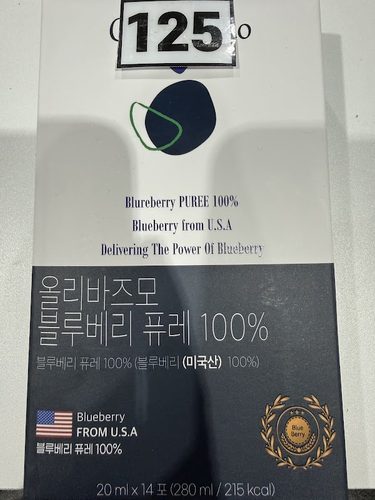 125
Blureberry PUREE 100%
Blueberry from U.S.A
Delivering The Power Of Blueberry
올리바즈모
블루베리 퓨레 100%
블루베리 퓨레 100% (블루베리 (미국산) 100%)
Blueberry
FROM U.S.A
블루베리 퓨레 100%
Blue
Berry
20 ml x 14 포 (280 ml / 215 kcal)